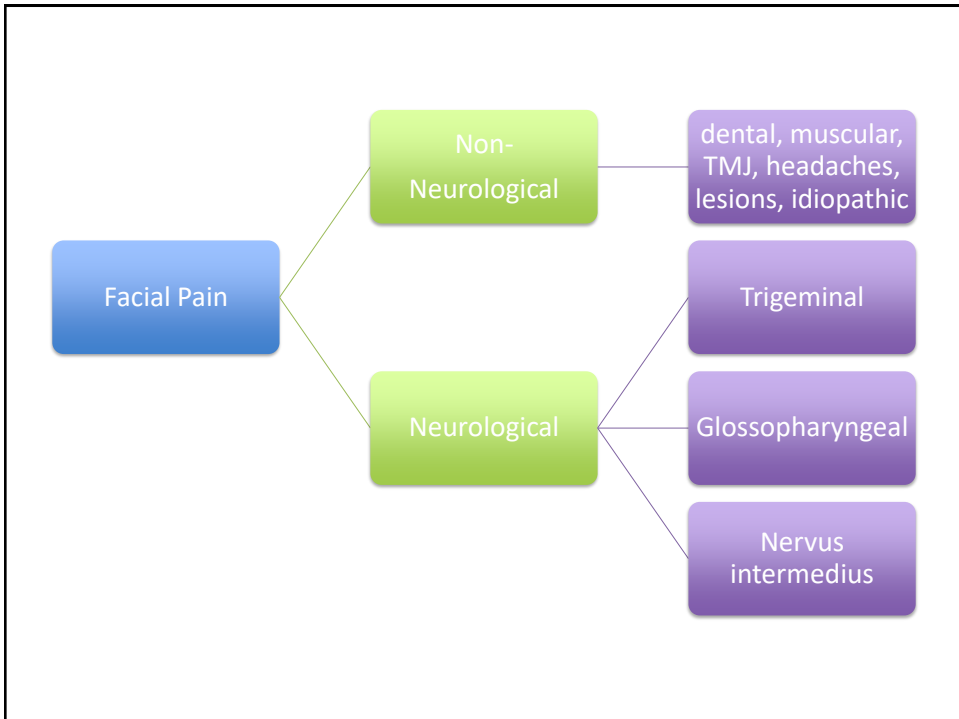 Facial Pain
Non-
Neurological
dental, muscular,
TMJ, headaches,
lesions, idiopathic
Neurological
Trigeminal
Glossopharyngeal
Nervus
intermedius